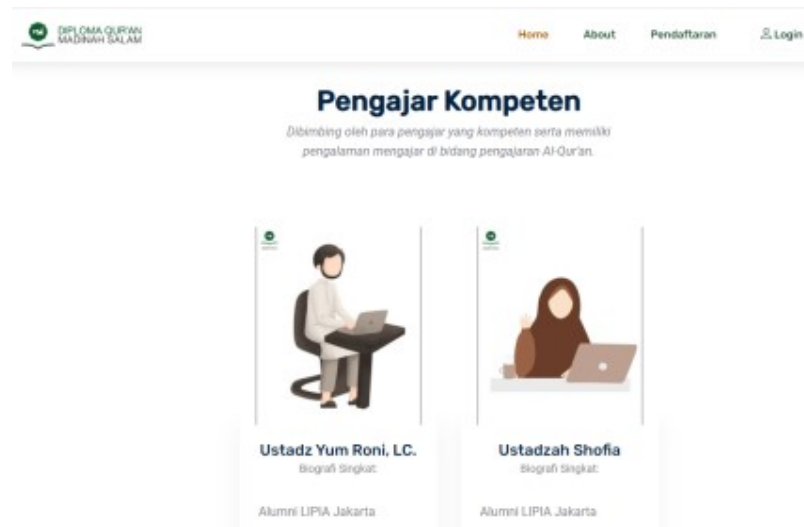 DIPLOMA QUR'AN
MADINAH SALAM
Home About Pendaftaran Login
Pengajar Kompeten
Dibimbing oleh para pengajar yang kompeten serta memiliki
pengalaman mengajar di bidang pengajaran Al-Qur'an.
Ustadz Yum Roni, LC.
Biografi Singkat:
Alumni LIPIA Jakarta
Ustadzah Shofia
Biografi Singkat:
Alumni LIPIA Jakarta